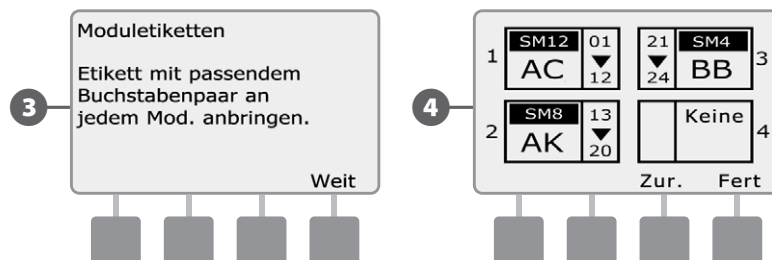 3
Moduletiketten
Etikett mit passendem
Buchstabenpaar an
jedem Mod. anbringen.
Weit
4
1
SM12
AC
01
12
21
24
SM4
BB
3
2
SM8
AK
13
20
Keine
4
Zur. Fert